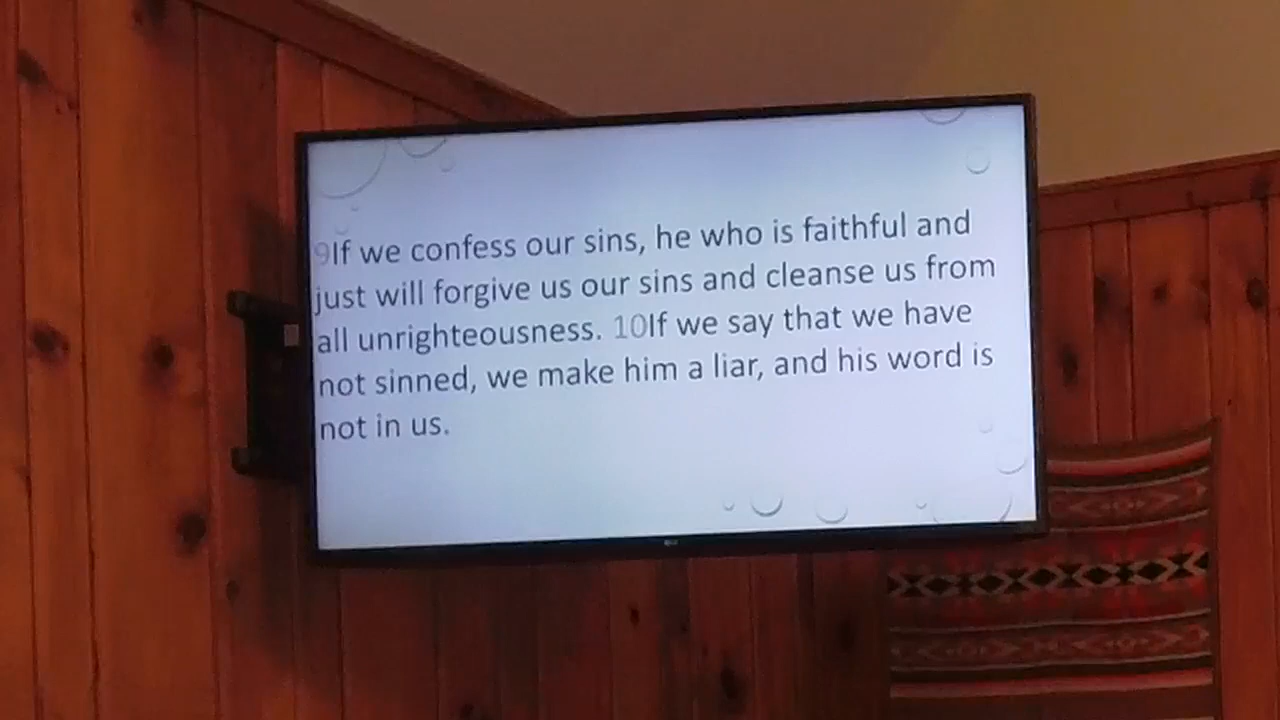 9If we confess our sins, he who is faithful and
just will forgive us our sins and cleanse us from
all unrighteousness. 10If we say that we have
not sinned, we make him a liar, and his word is
not in us.